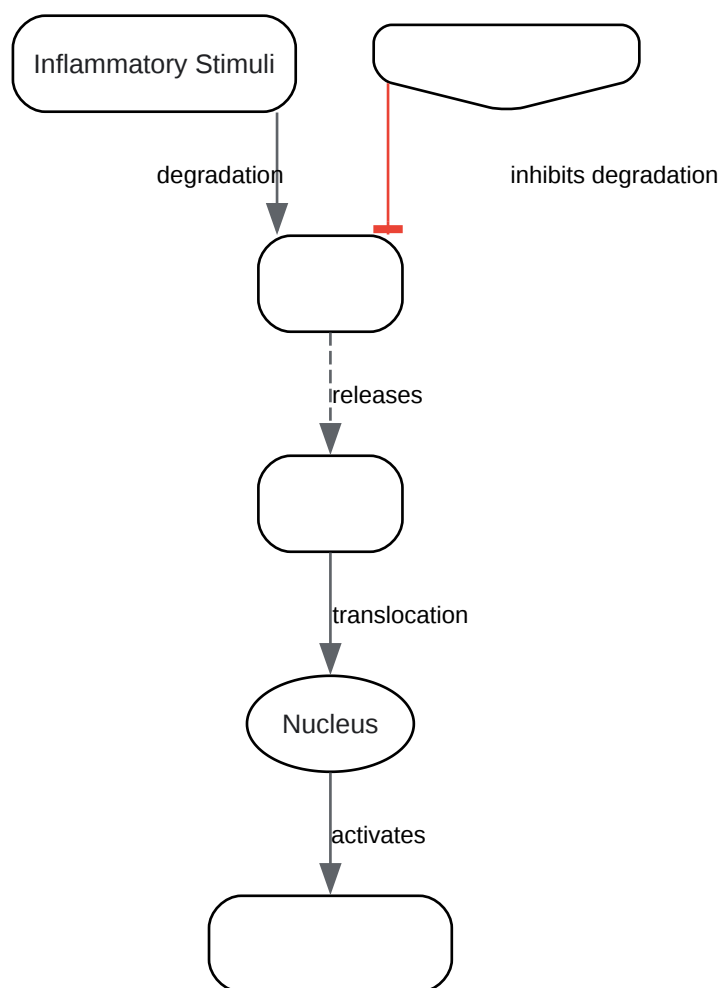 Inflammatory Stimuli
degradation
inhibits degradation
releases
translocation
Nucleus
activates